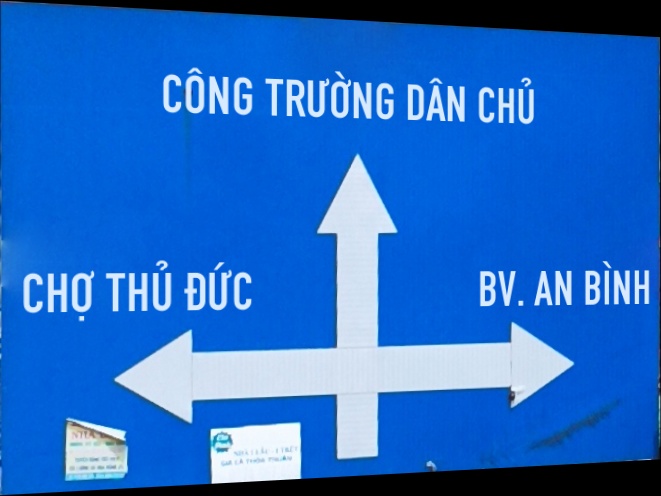 CÔNG TRƯỜNG DÂN CHỦ
CHỢ THỦ ĐỨC
BV. AN BÌNH